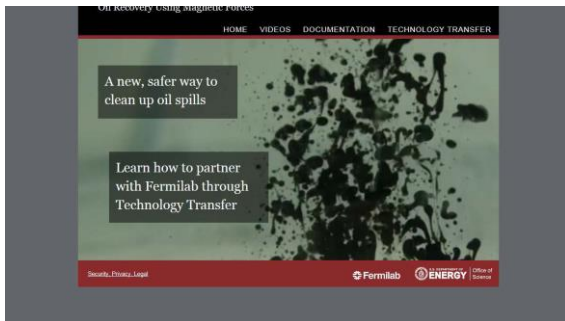 Oil Recovery Using Magnetic Forces
HOME VIDEOS DOCUMENTATION TECHNOLOGY TRANSFER
A new, safer way to
clean up oil spills
Learn how to partner
with Fermilab through
Technology Transfer
Security, Privacy, Legal
Fermilab
U.S. DEPARTMENT OF
ENERGY
Office of
Science